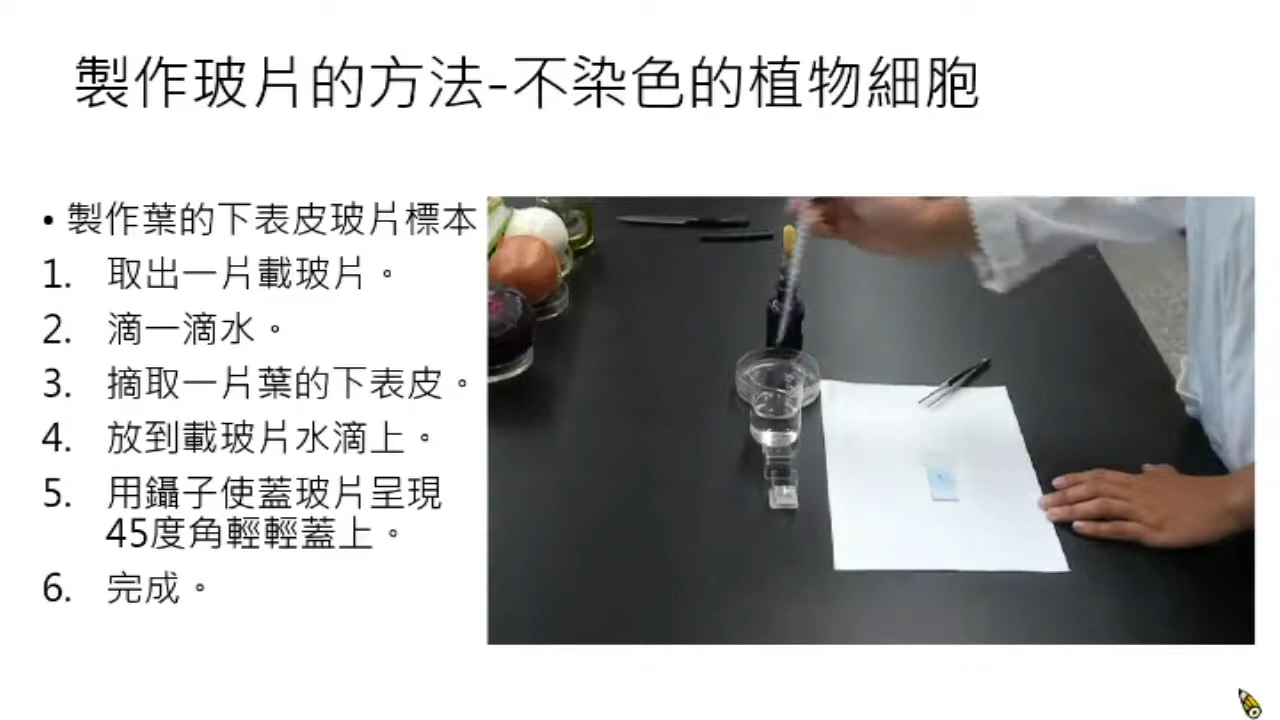 製作玻片的方法-不染色的植物細胞
• 製作葉的下表皮玻片標本
1. 取出一片載玻片。
2. 滴一滴水。
3. 摘取一片葉的下表皮。
4. 放到載玻片水滴上。
5. 用鑷子使蓋玻片呈現
45度角輕輕蓋上。
6. 完成。